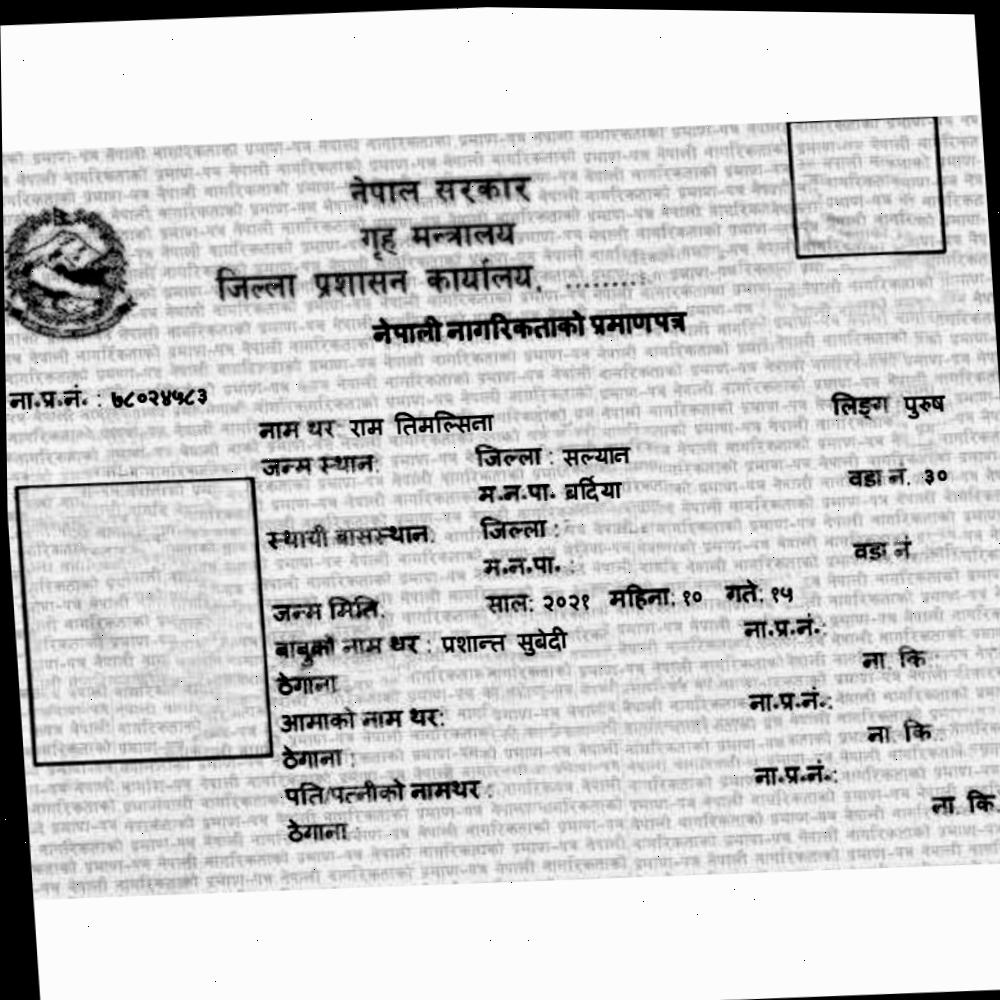 नेपाल सरकार
गृह मन्त्रालय
जिल्ला प्रशासन कार्यालय, .........
नेपाली नागरिकताको प्रमाणपत्र
ना.प्र.नं. : ७८०२४५८३
लिङ्ग पुरुष
नाम थर: राम तिमल्सिना
जन्म स्थान: जिल्ला : सल्यान
म.न.पा. बर्दिया वडा नं. ३०
स्थायी बासस्थान: जिल्ला :
म.न.पा. : वडा नं.
जन्म मिति: साल: २०२१ महिना: १० गते: १५
बाबुको नाम थर : प्रशान्त सुबेदी ना.प्र.नं.:
ठेगाना ना. कि.:
आमाको नाम थर: ना.प्र.नं.:
ठेगाना : ना. कि.:
पति/पत्नीको नामथर : ना.प्र.नं.:
ठेगाना : ना. कि.